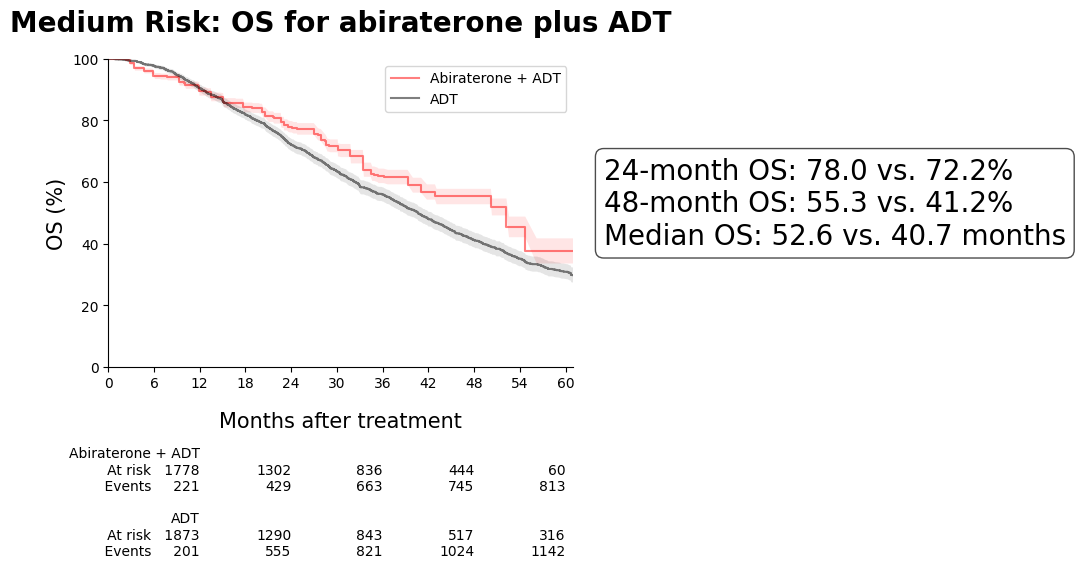 Medium Risk: OS for abiraterone plus ADT
100
80
60
40
20
0
OS (%)
Abiraterone + ADT
ADT
0 6 12 18 24 30 36 42 48 54 60
Months after treatment
24-month OS: 78.0 vs. 72.2%
48-month OS: 55.3 vs. 41.2%
Median OS: 52.6 vs. 40.7 months
Abiraterone + ADT
At risk 1778 1302 836 444 60
Events 221 429 663 745 813
ADT
At risk 1873 1290 843 517 316
Events 201 555 821 1024 1142